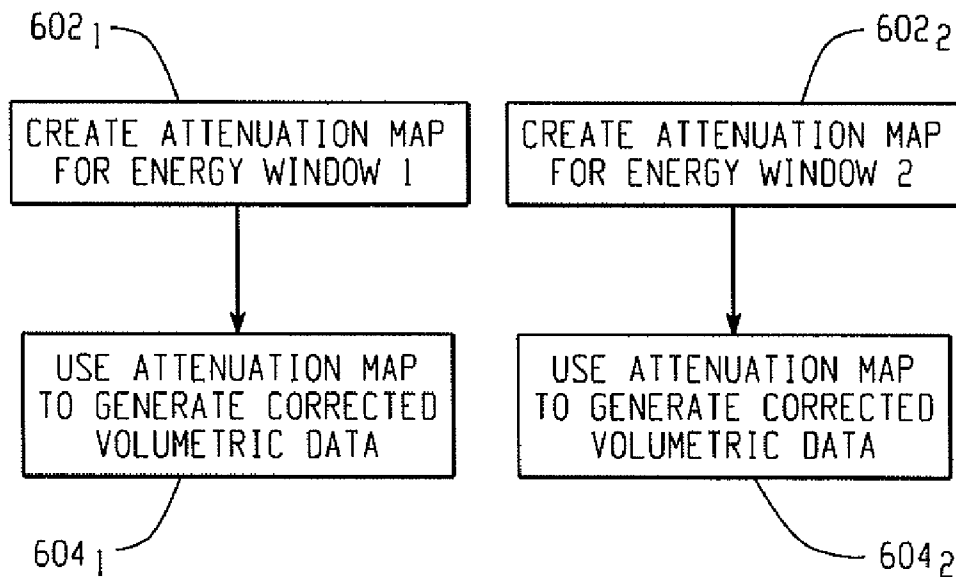 602₁
602₂
CREATE ATTENUATION MAP
FOR ENERGY WINDOW 1
CREATE ATTENUATION MAP
FOR ENERGY WINDOW 2
USE ATTENUATION MAP
TO GENERATE CORRECTED
VOLUMETRIC DATA
USE ATTENUATION MAP
TO GENERATE CORRECTED
VOLUMETRIC DATA
604₁
604₂